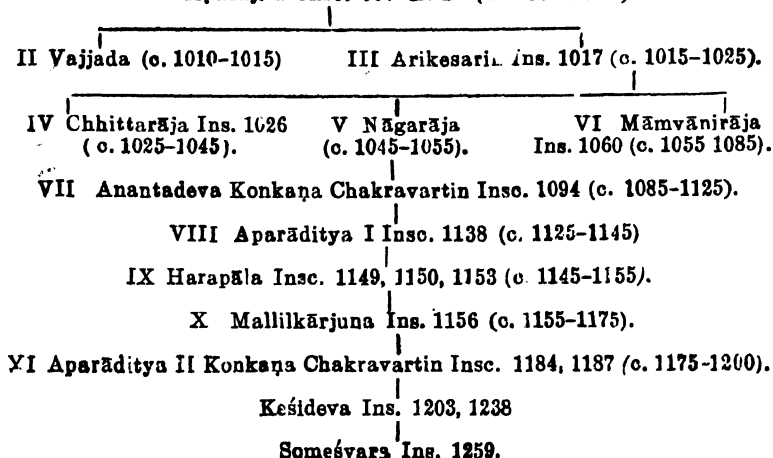 II Vajjada (c. 1010-1015) III Arikesarin Ins. 1017 (c. 1015-1025).
IV Chhittarāja Ins. 1026 V Nāgarāja VI Māmvānirāja
(c. 1025-1045). (c. 1045-1055). Ins. 1060 (c. 1055 1085).
VII Anantadeva Konkaṇa Chakravartin Insc. 1094 (c. 1085-1125).
VIII Aparāditya I Insc. 1138 (c. 1125-1145)
IX Harapāla Insc. 1149, 1150, 1153 (c. 1145-1155).
X Mallilkārjuna Ins. 1156 (c. 1155-1175).
XI Aparāditya II Konkaṇa Chakravartin Insc. 1184, 1187 (c. 1175-1200).
Keśideva Ins. 1203, 1238
Someśvara Ins. 1259.